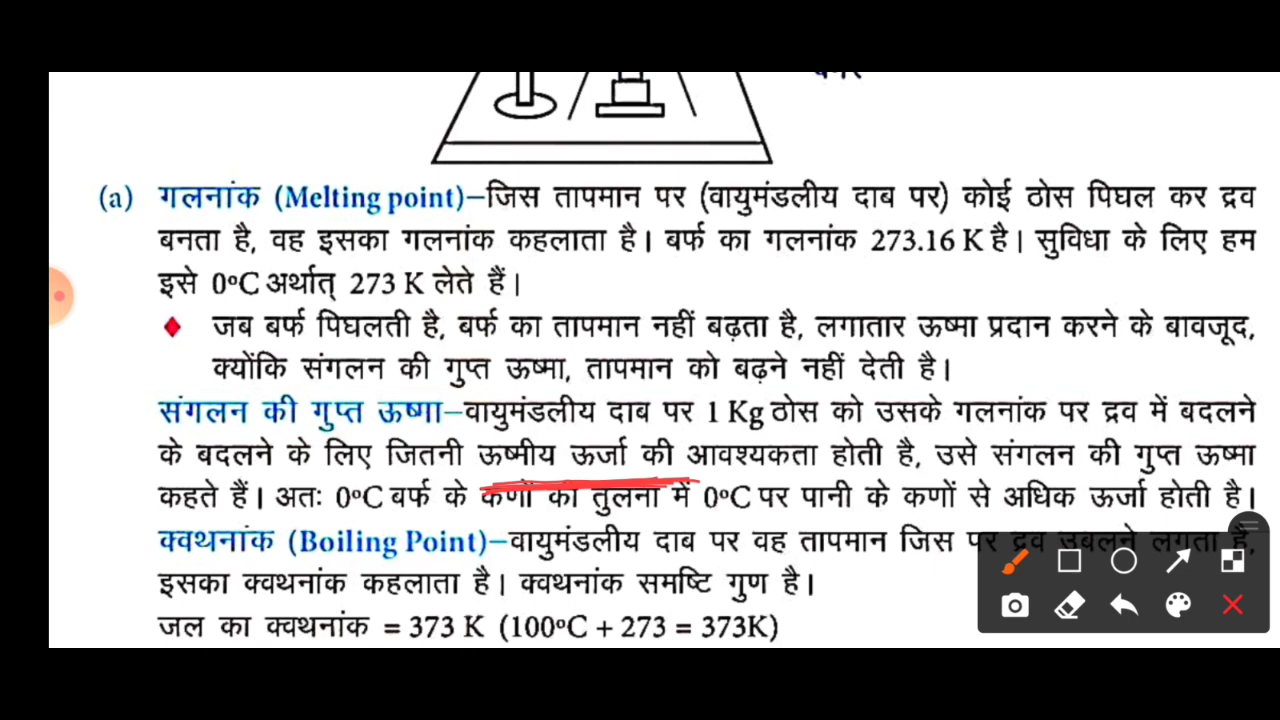 (a) गलनांक (Melting point)–जिस तापमान पर (वायुमंडलीय दाब पर) कोई ठोस पिघल कर द्रव
बनता है, वह इसका गलनांक कहलाता है। बर्फ का गलनांक 273.16 K है। सुविधा के लिए हम
इसे 0°C अर्थात् 273 K लेते हैं।
♦ जब बर्फ पिघलती है, बर्फ का तापमान नहीं बढ़ता है, लगातार ऊष्मा प्रदान करने के बावजूद,
क्योंकि संगलन की गुप्त ऊष्मा, तापमान को बढ़ने नहीं देती है।
संगलन की गुप्त ऊष्मा–वायुमंडलीय दाब पर 1 Kg ठोस को उसके गलनांक पर द्रव में बदलने
के बदलने के लिए जितनी ऊष्मीय ऊर्जा की आवश्यकता होती है, उसे संगलन की गुप्त ऊष्मा
कहते हैं। अतः 0°C बर्फ के कणों की तुलना में 0°C पर पानी के कणों से अधिक ऊर्जा होती है।
क्वथनांक (Boiling Point)–वायुमंडलीय दाब पर वह तापमान जिस पर द्रव उबलने लगता है,
इसका क्वथनांक कहलाता है। क्वथनांक समष्टि गुण है।
जल का क्वथनांक = 373 K (100°C + 273 = 373K)